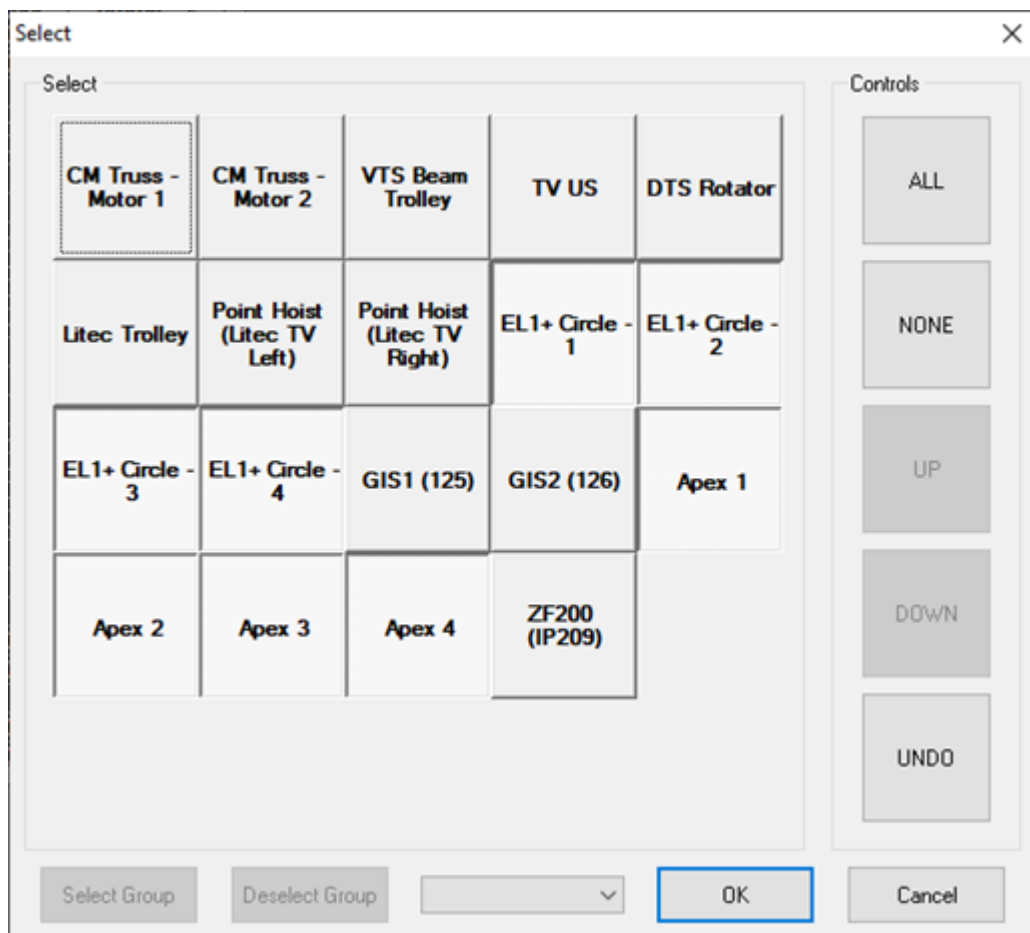 Select
Select
Controls
CM Truss -
Motor 1
CM Truss -
Motor 2
VTS Beam
Trolley
TV US
DTS Rotator
ALL
Litec Trolley
Point Hoist
(Litec TV
Left)
Point Hoist
(Litec TV
Right)
EL1+ Circle -
1
EL1+ Circle -
2
NONE
EL1+ Circle -
3
EL1+ Circle -
4
GIS1 (125)
GIS2 (126)
Apex 1
UP
Apex 2
Apex 3
Apex 4
ZF200
(IP209)
DOWN
UNDO
Select Group
Deselect Group
OK
Cancel